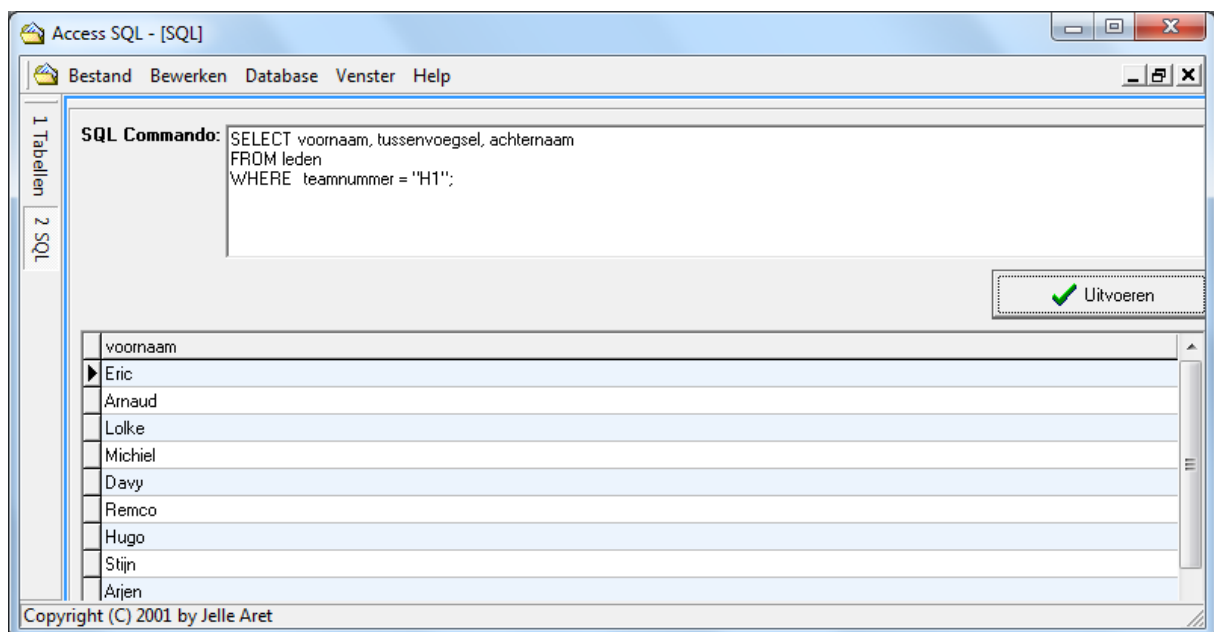 Access SQL - [SQL]
Bestand Bewerken Database Venster Help
1 Tabellen
2 SQL
SQL Commando:
SELECT voornaam, tussenvoegsel, achternaam
FROM leden
WHERE teamnummer = "H1";
Uitvoeren
voornaam
Eric
Arnaud
Lolke
Michiel
Davy
Remco
Hugo
Stijn
Arjen
Copyright (C) 2001 by Jelle Aret